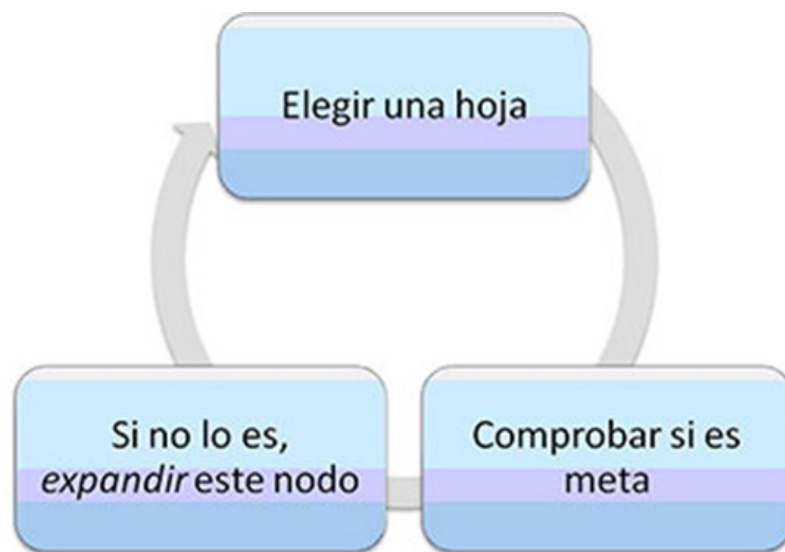 Elegir una hoja
Comprobar si es
meta
Si no lo es,
expandir este nodo